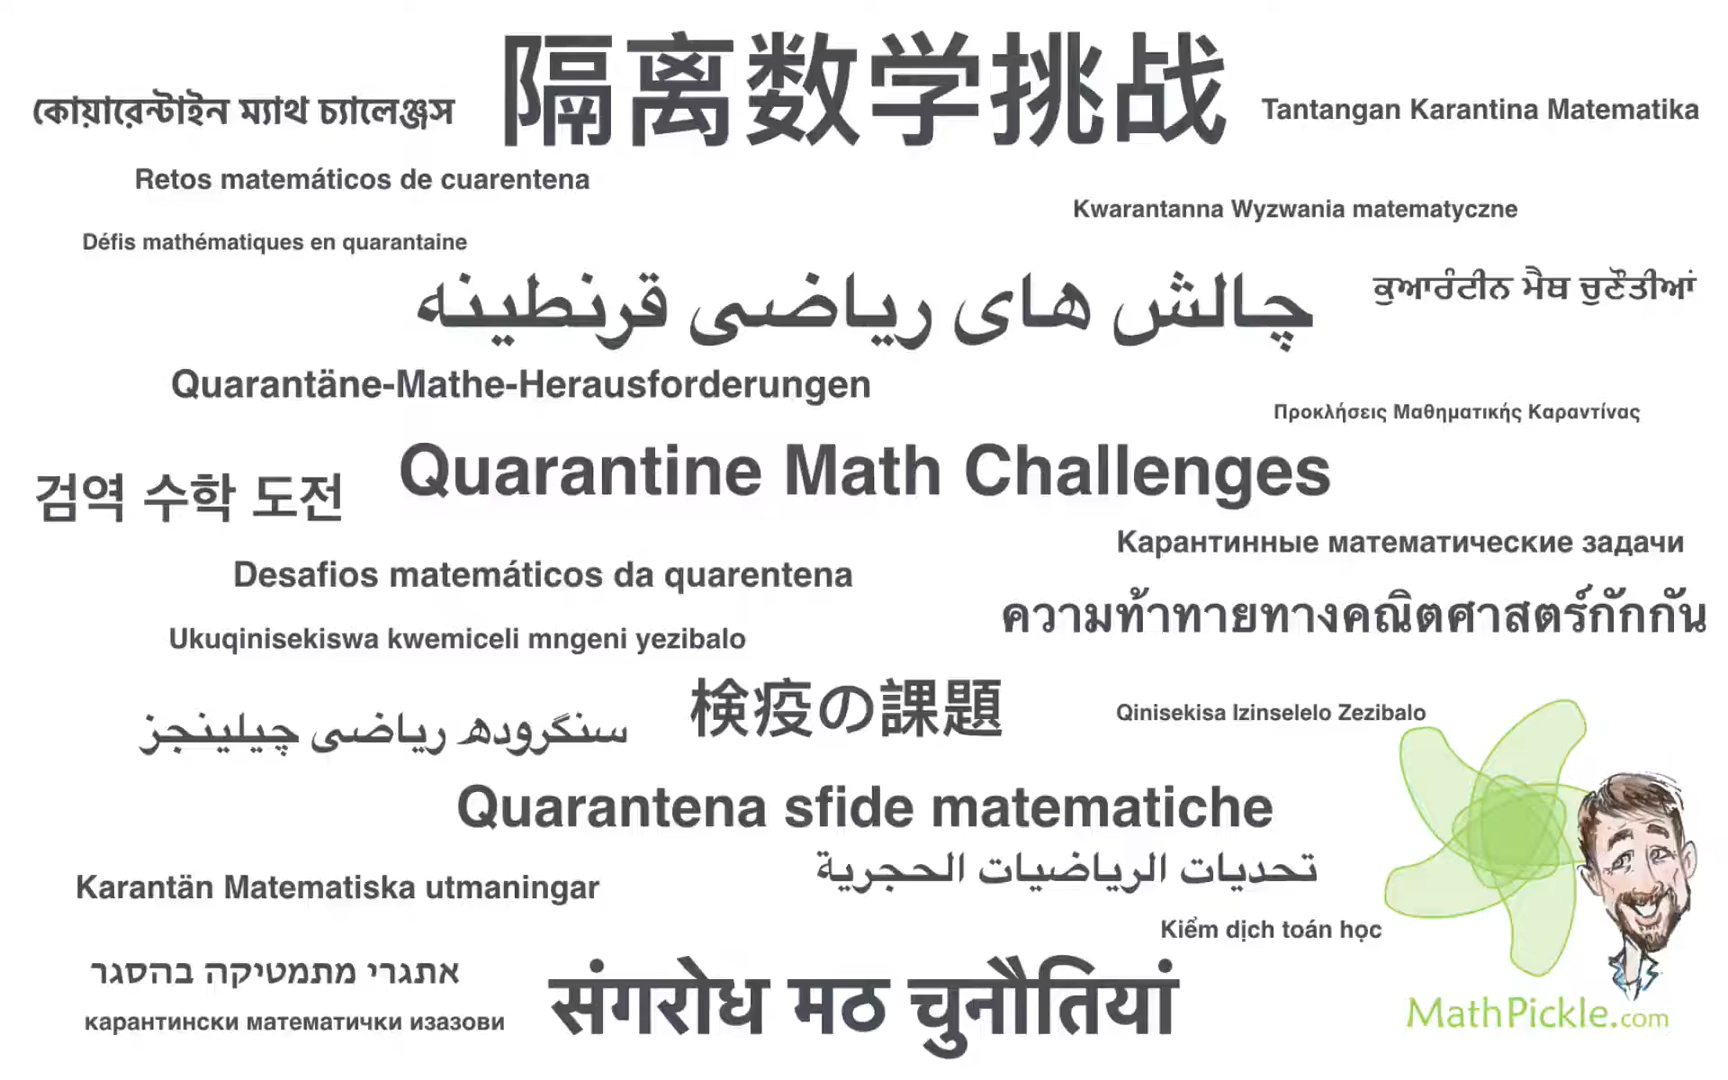 隔离数学挑战
কোয়ারেন্টাইন ম্যাথ চ্যালেঞ্জস
Tantangan Karantina Matematika
Retos matemáticos de cuarentena
Kwarantanna Wyzwania matematyczne
Défis mathématiques en quarantaine
چالش های ریاضی قرنطینه
ਕੁਆਰੰਟੀਨ ਮੈਥ ਚੁਣੌਤੀਆਂ
Quarantäne-Mathe-Herausforderungen
Προκλήσεις Μαθηματικής Καραντίνας
Quarantine Math Challenges
검역 수학 도전
Карантинные математические задачи
Desafios matemáticos da quarentena
ความท้าทายทางคณิตศาสตร์กักกัน
Ukuqinisekiswa kwemiceli mngeni yezibalo
検疫の課題
Qinisekisa Izinselelo Zezibalo
سنگرودھ ریاضی چیلینجز
Quarantena sfide matematiche
تحديات الرياضيات الحجرية
Karantän Matematiska utmaningar
Kiểm dịch toán học
אתגרי מתמטיקה בהסגר
संगरोध मठ चुनौतियां
карантински математички изазови
MathPickle.com